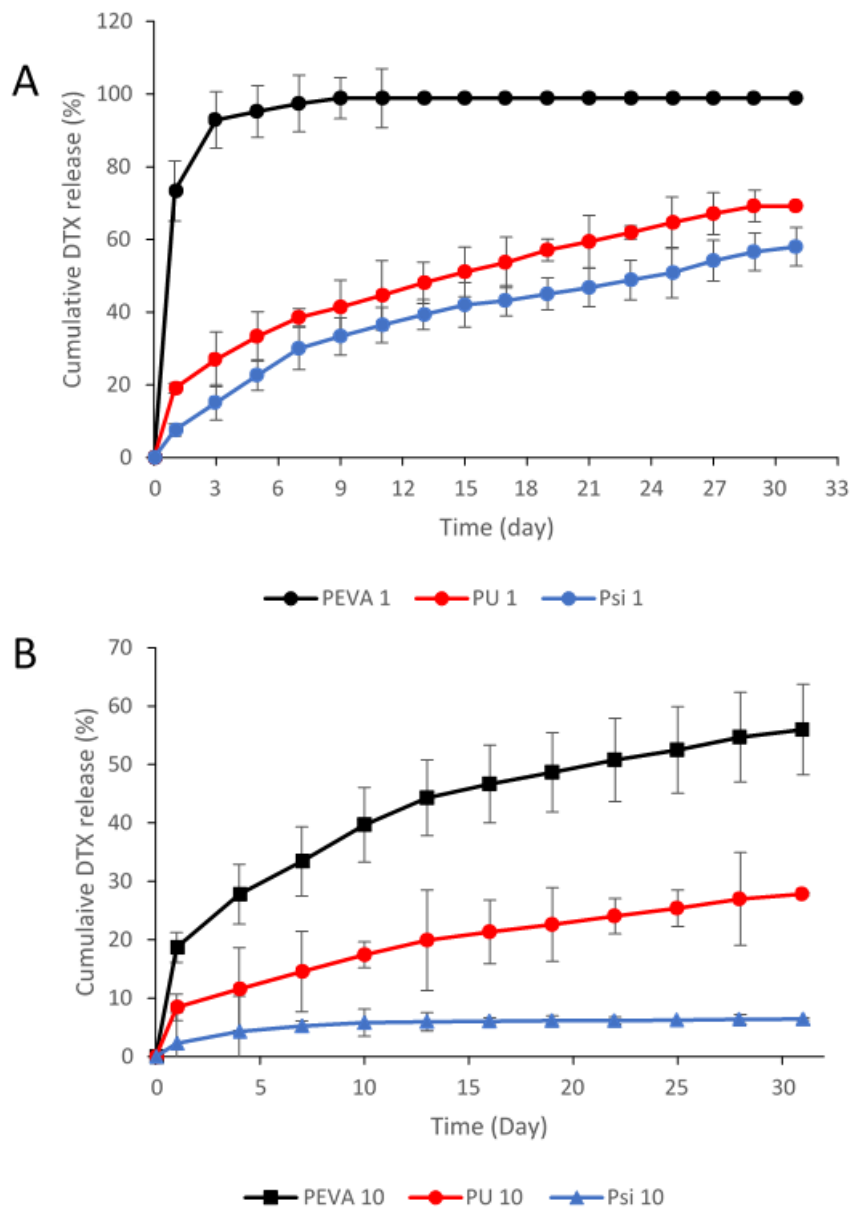 A
Cumulative DTX release (%)
120
100
80
60
40
20
0
0 3 6 9 12 15 18 21 24 27 30 33
Time (day)
PEVA 1 PU 1 Psi 1
B
Cumulaive DTX release (%)
70
60
50
40
30
20
10
0
0 5 10 15 20 25 30
Time (Day)
PEVA 10 PU 10 Psi 10